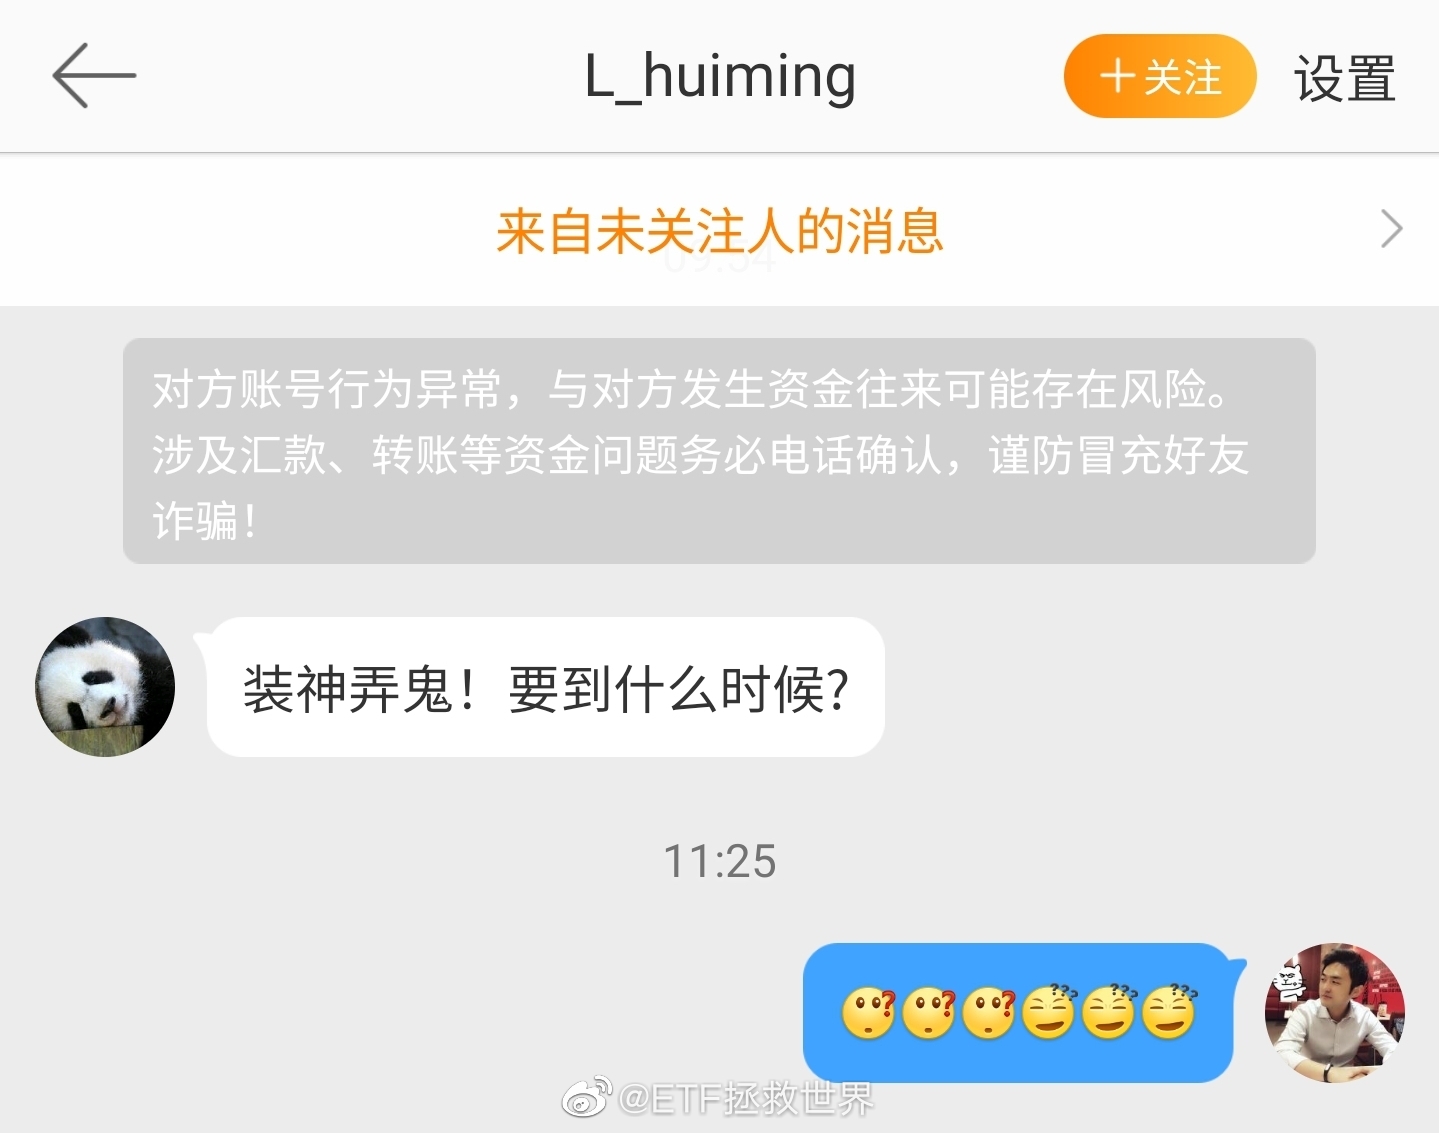 L_huiming
+关注
设置
来自未关注人的消息
09:54
对方账号行为异常，与对方发生资金往来可能存在风险。
涉及汇款、转账等资金问题务必电话确认，谨防冒充好友
诈骗！
装神弄鬼！要到什么时候？
11:25
@ETF拯救世界